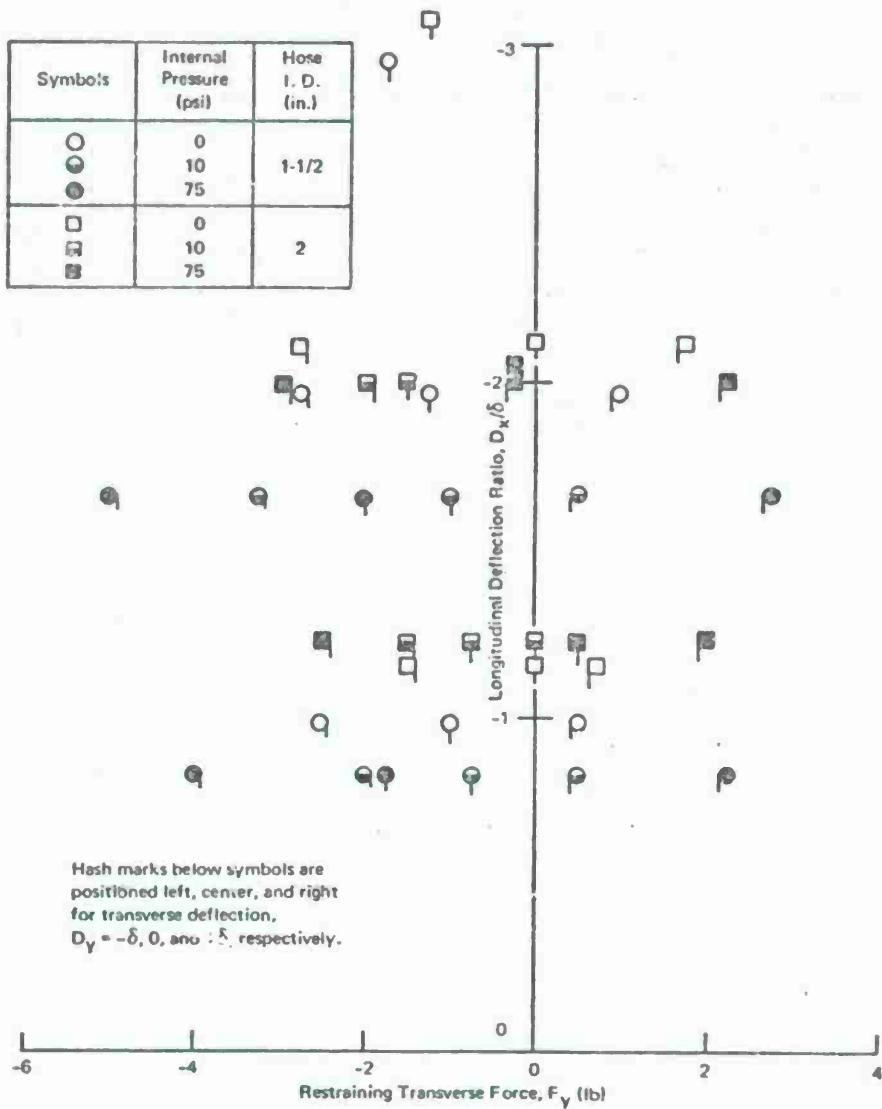 Symbols
Internal Pressure (psi)
Hose I. D. (in.)
0
10
75
1-1/2
0
10
75
2
-3
-2
-1
0
Longitudinal Deflection Ratio, Dx/δ
Hash marks below symbols are
positioned left, center, and right
for transverse deflection,
Dy = -δ, 0, and δ, respectively.
-6
-4
-2
0
2
4
Restraining Transverse Force, Fy (lb)